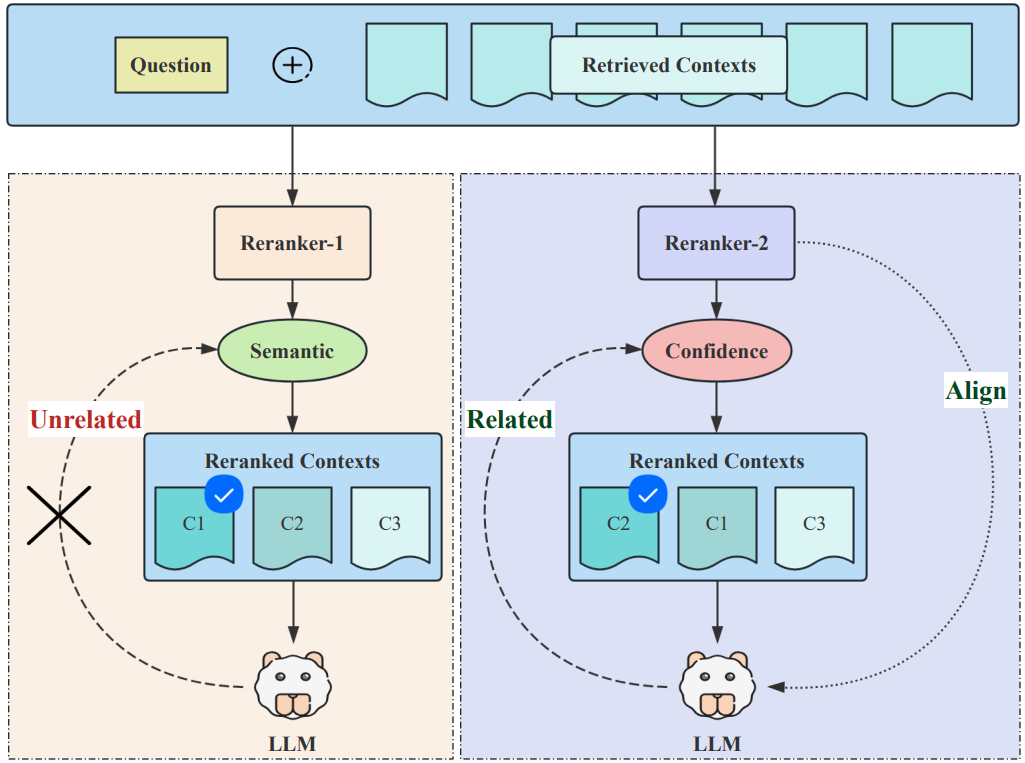 Question
Retrieved Contexts
Reranker-1
Semantic
Unrelated
Reranked Contexts
C1
C2
C3
LLM
Reranker-2
Confidence
Related
Align
Reranked Contexts
C2
C1
C3
LLM